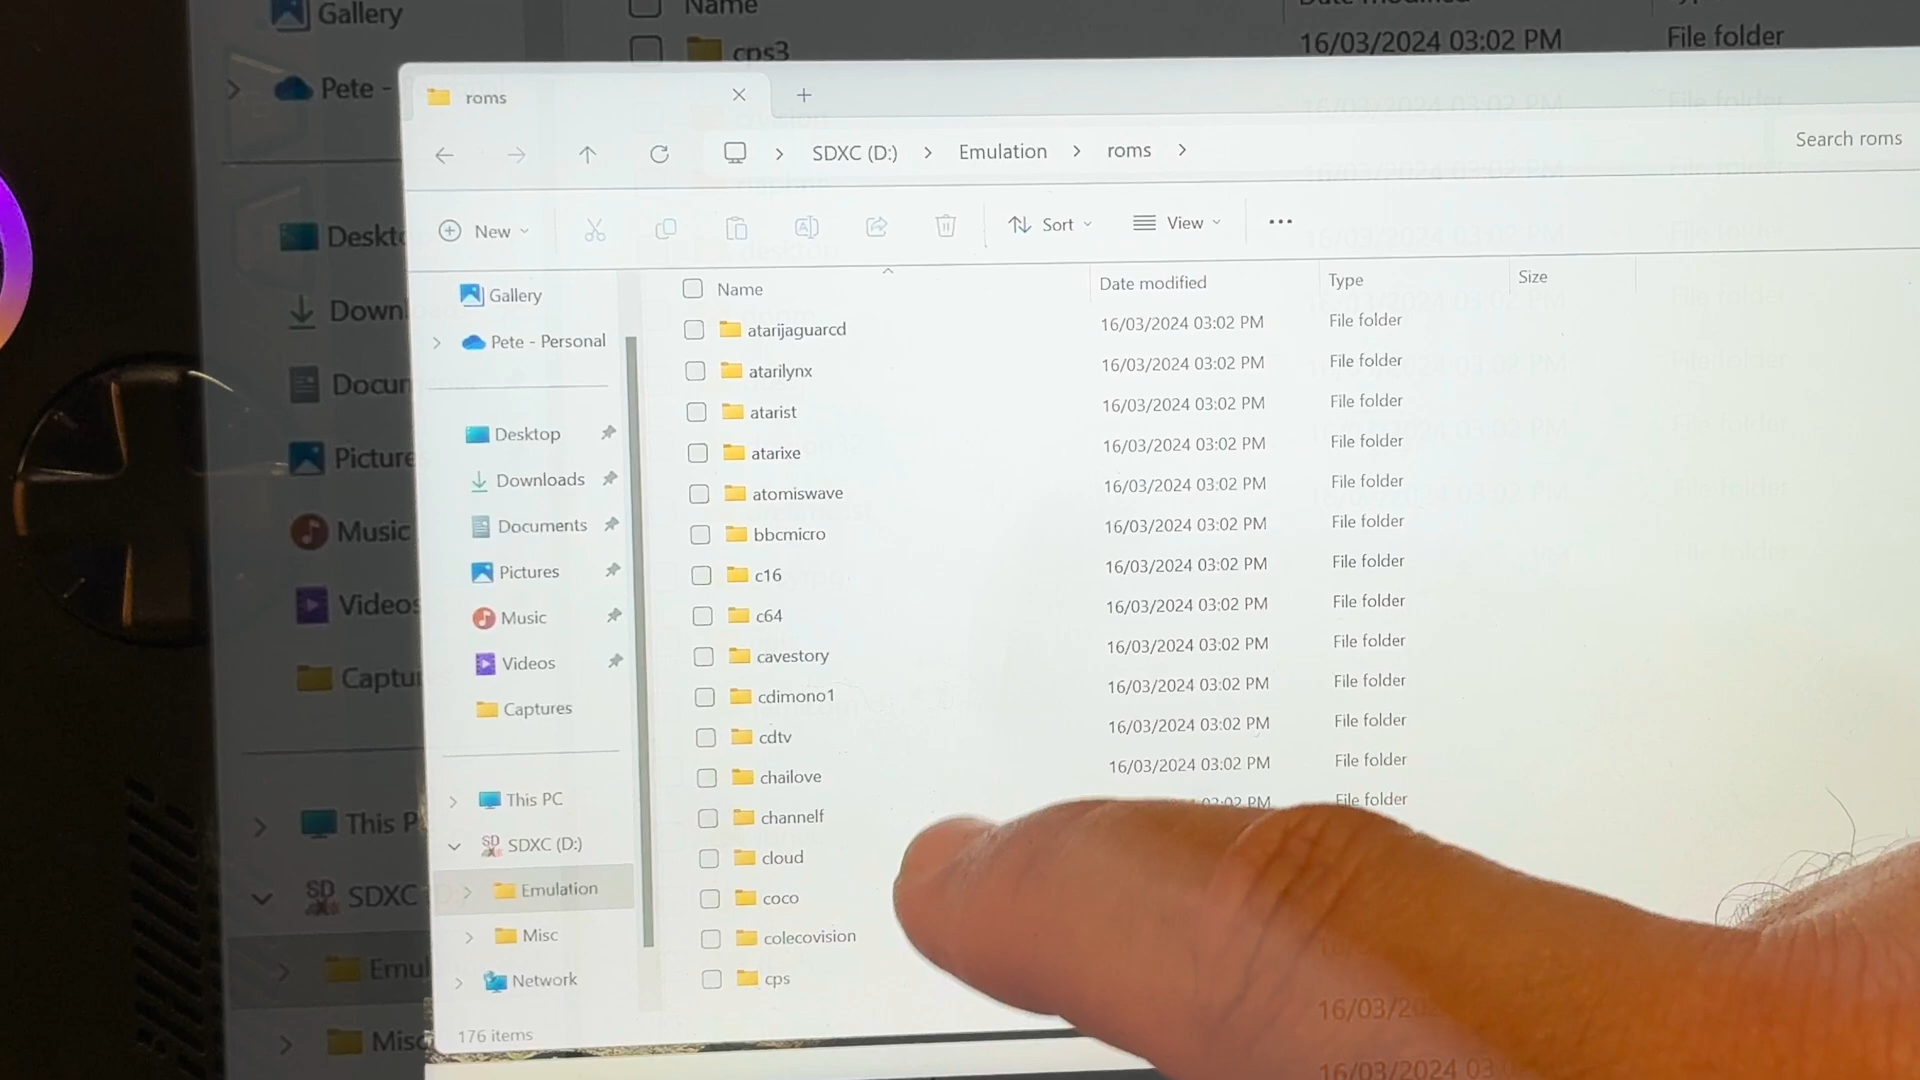 Gallery
Name
cps3
16/03/2024 03:02 PM
File folder
Pete -
roms
SDXC (D:)
Emulation
roms
Search roms
New
Sort
View
Name
Date modified
Type
Size
Gallery
Pete - Personal
Desktop
Downloads
Documents
Pictures
Music
Videos
Captures
This PC
SDXC (D:)
Emulation
Misc
Network
176 items
atarijaguarcd 16/03/2024 03:02 PM File folder
atarilynx 16/03/2024 03:02 PM File folder
atarist 16/03/2024 03:02 PM File folder
atarixe 16/03/2024 03:02 PM File folder
atomiswave 16/03/2024 03:02 PM File folder
bbcmicro 16/03/2024 03:02 PM File folder
c16 16/03/2024 03:02 PM File folder
c64 16/03/2024 03:02 PM File folder
cavestory 16/03/2024 03:02 PM File folder
cdimono1 16/03/2024 03:02 PM File folder
cdtv 16/03/2024 03:02 PM File folder
chailove 16/03/2024 03:02 PM File folder
channelf 03:02 PM File folder
cloud
coco
colecovision
cps
Music
Videos
SDXC
Misc